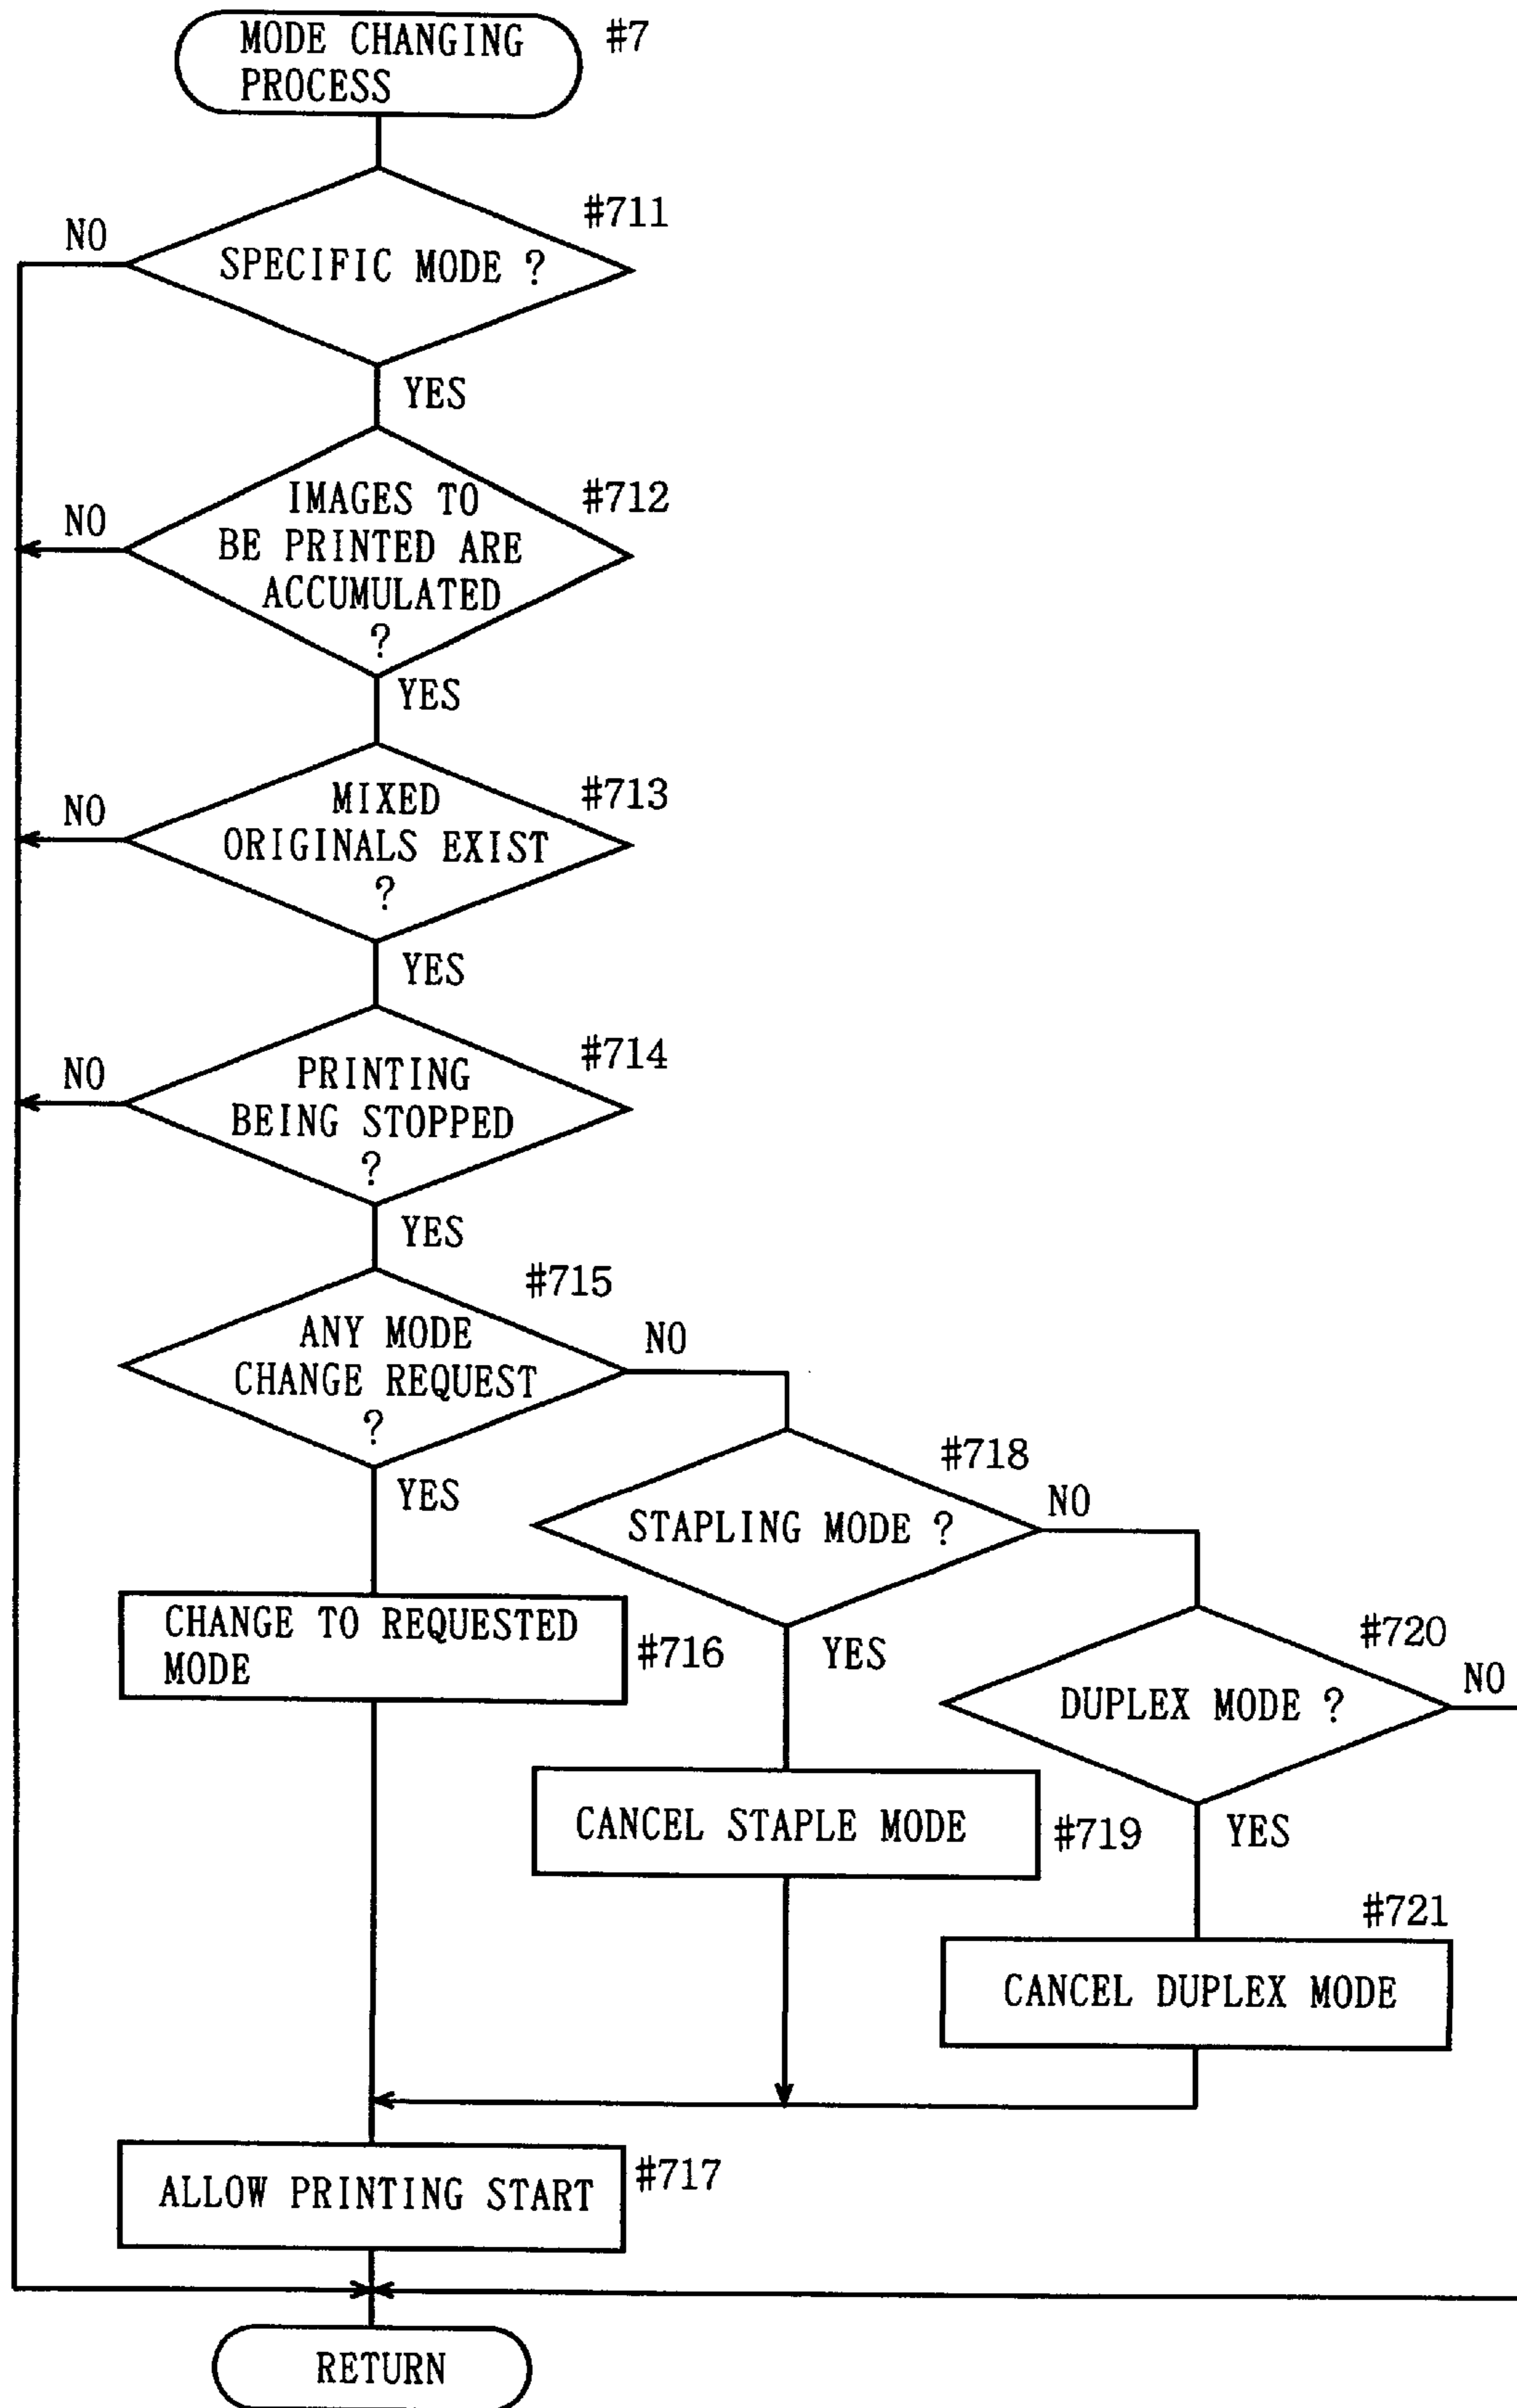 MODE CHANGING
PROCESS
#7
#711
NO
SPECIFIC MODE ?
YES
#712
NO
IMAGES TO
BE PRINTED ARE
ACCUMULATED
?
YES
#713
NO
MIXED
ORIGINALS EXIST
?
YES
#714
NO
PRINTING
BEING STOPPED
?
YES
#715
ANY MODE
CHANGE REQUEST
?
NO
YES
#718
STAPLING MODE ?
NO
YES
CHANGE TO REQUESTED
MODE
#716
#720
DUPLEX MODE ?
NO
YES
CANCEL STAPLE MODE
#719
#721
CANCEL DUPLEX MODE
ALLOW PRINTING START
#717
RETURN